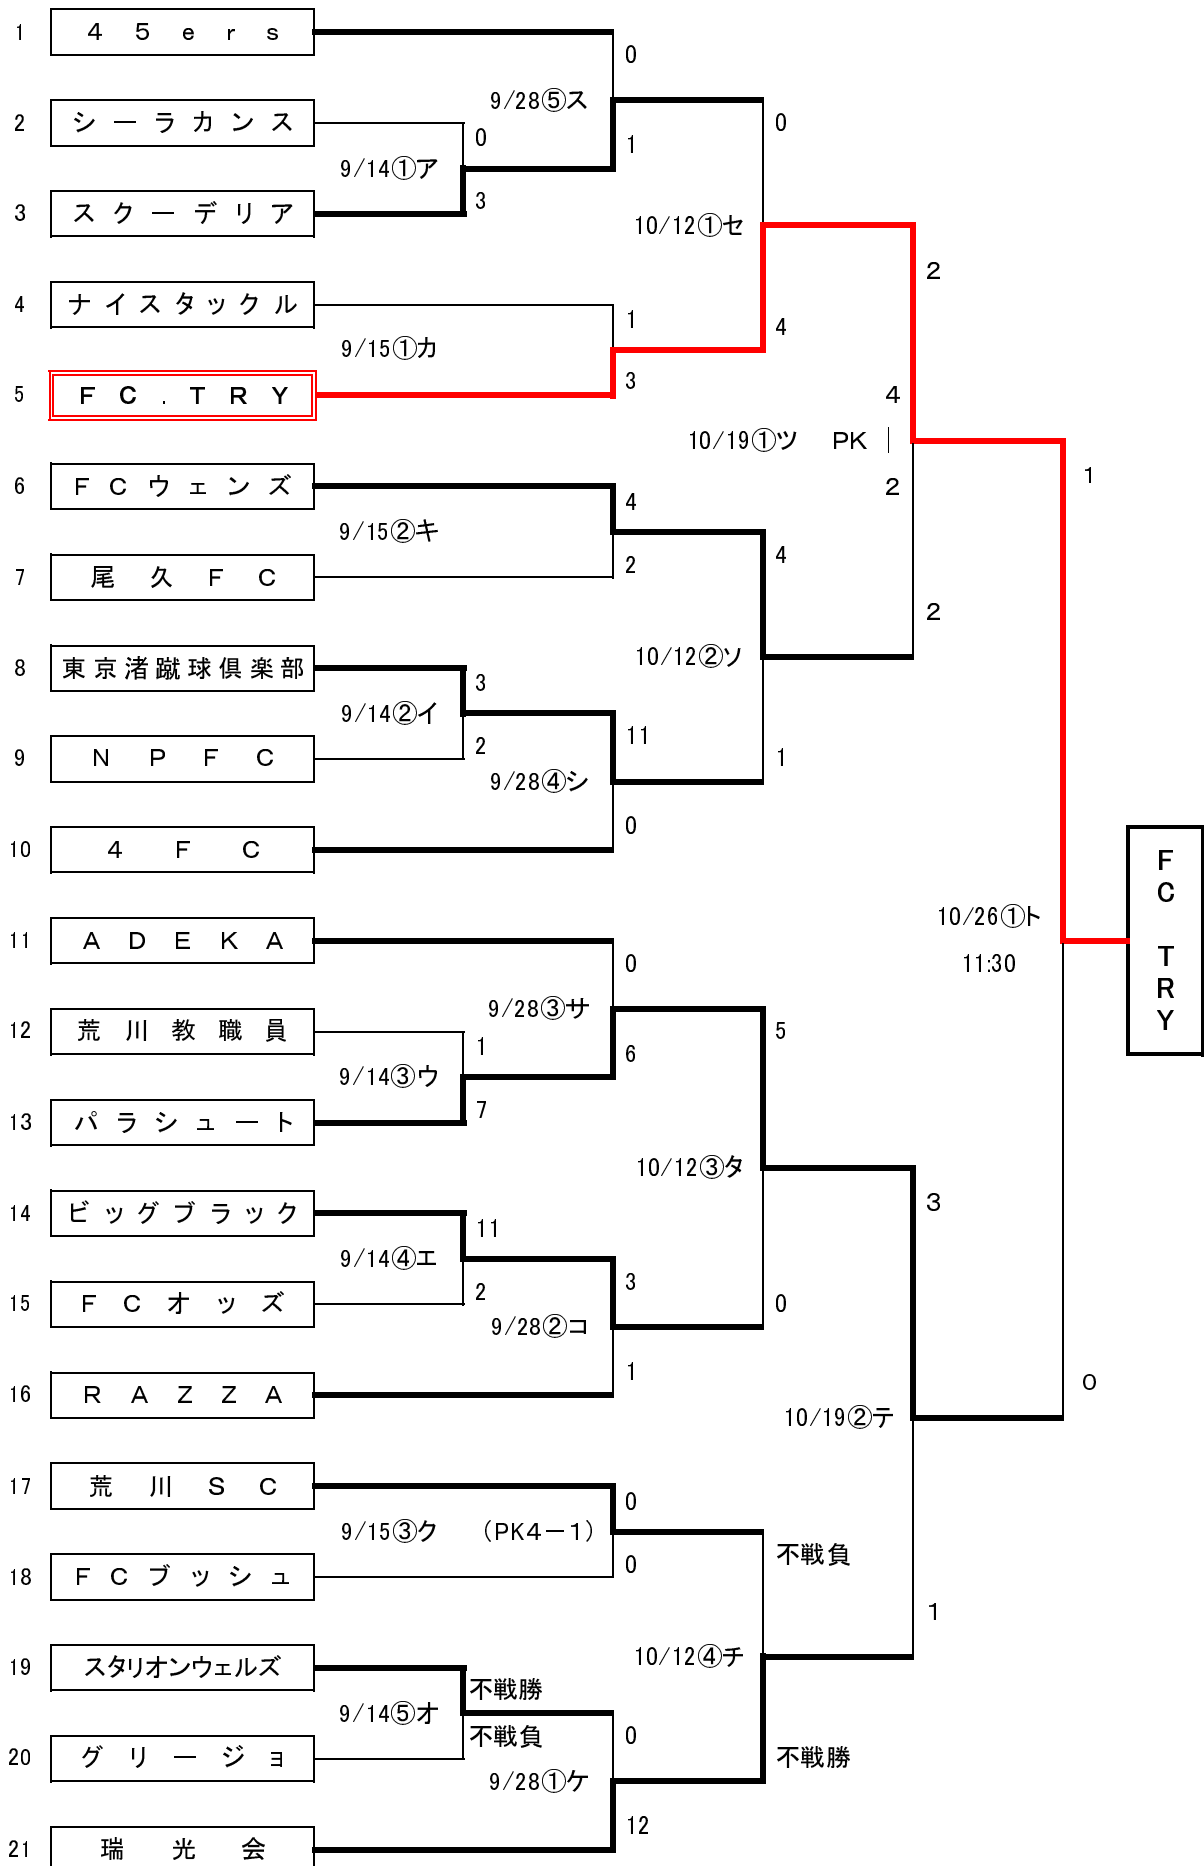 1 45ers
0
9/28⑤ス
2 シーラカンス
0
0
1
9/14①ア
3 スクーデリア
3
10/12①セ
2
4 ナイスタックル
1
4
9/15①カ
5 FC.TRY
3
4
10/19①ツ PK |
2
1
6 FCウェンズ
4
9/15②キ
4
7 尾久FC
2
2
10/12②ソ
8 東京渚蹴球倶楽部
3
9/14②イ
11
9 NPFC
2
1
9/28④シ
10 4FC
0
FC TRY
10/26①ト
11:30
11 ADEKA
0
9/28③サ
12 荒川教職員
1
5
6
9/14③ウ
13 パラシュート
7
10/12③タ
3
14 ビッグブラック
11
9/14④エ
3
15 FCオッズ
2
0
9/28②コ
16 RAZZA
1
0
10/19②テ
17 荒川SC
0
9/15③ク (PK4-1)
不戦負
18 FCブッシュ
0
1
10/12④チ
19 スタリオンウェルズ
不戦勝
9/14⑤オ
不戦負
0
20 グリージョ
不戦勝
9/28①ケ
12
21 瑞光会